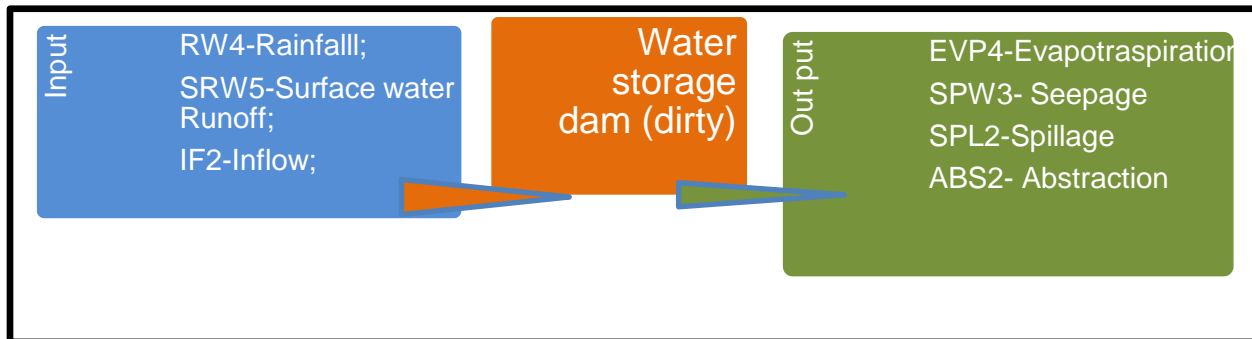 Input
RW4-Rainfalll;
SRW5-Surface water
Runoff;
IF2-Inflow;
Water
storage
dam (dirty)
Out put
EVP4-Evapotraspiration
SPW3- Seepage
SPL2-Spillage
ABS2- Abstraction